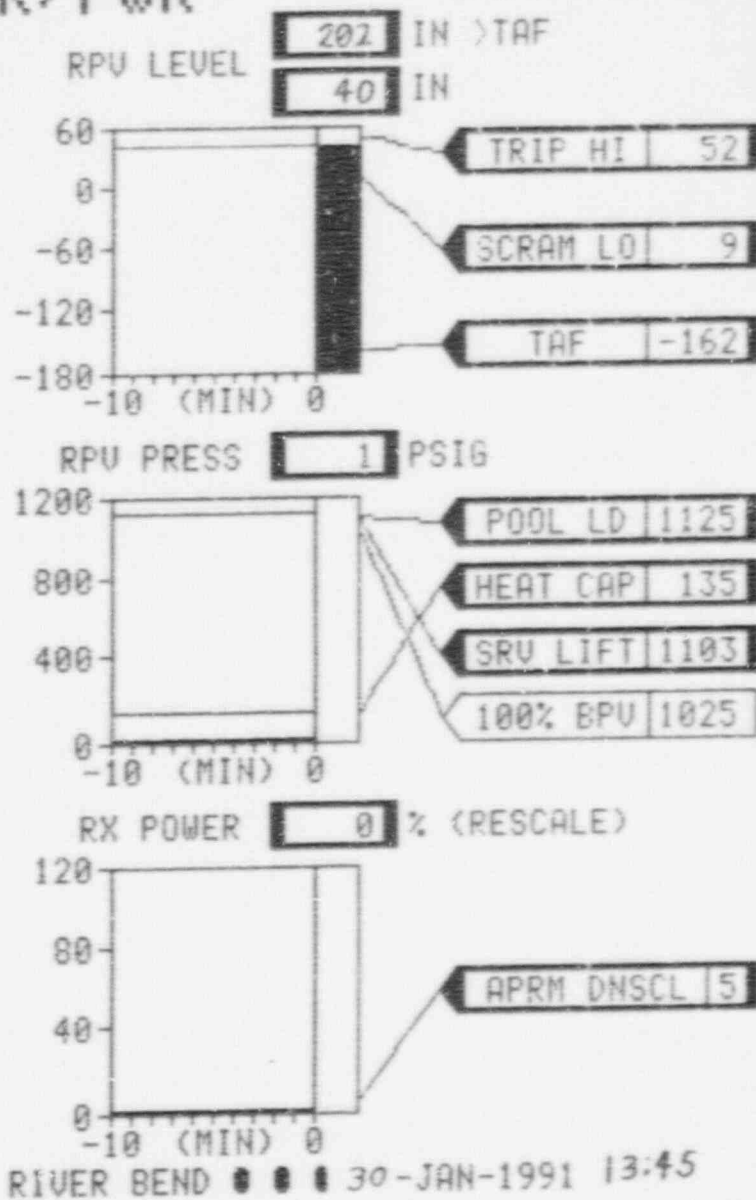 202 IN >TAF
RPV LEVEL
40 IN
60
0
-60
-120
-180
TRIP HI 52
SCRAM LO 9
TAF -162
-10 (MIN) 0
RPV PRESS 1 PSIG
1200
800
400
0
POOL LD 1125
HEAT CAP 135
SRV LIFT 1103
100% BPV 1025
-10 (MIN) 0
RX POWER 0 % (RESCALE)
120
80
40
0
APRM DNSCL 5
-10 (MIN) 0
RIVER BEND 30-JAN-1991 13:45